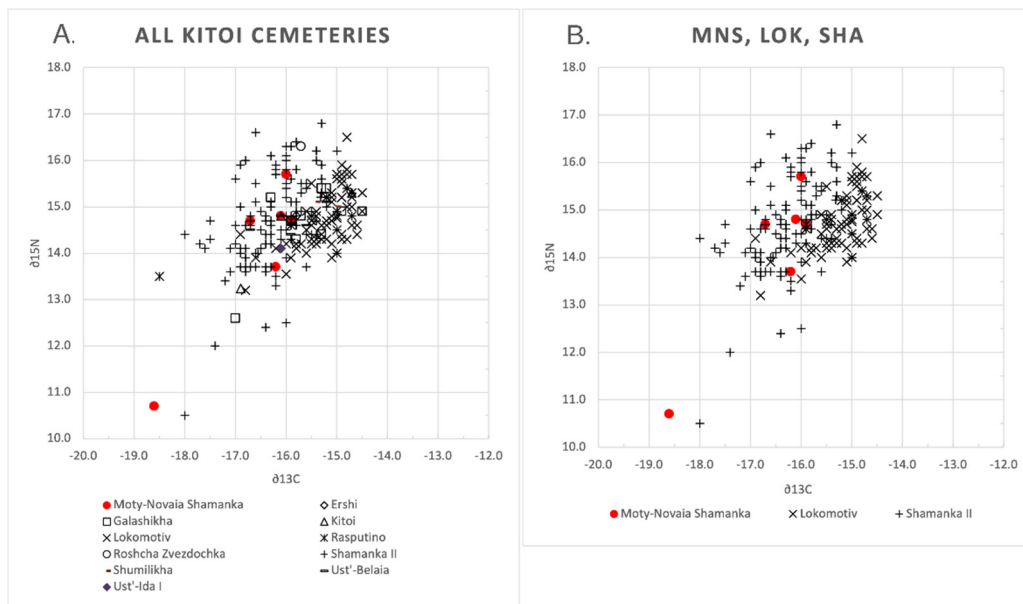 A. ALL KITOI CEMETERIES
18.0
17.0
16.0
15.0
14.0
13.0
12.0
11.0
10.0
∂15N
-20.0 -19.0 -18.0 -17.0 -16.0 -15.0 -14.0 -13.0 -12.0
∂13C
Moty-Novaia Shamanka Ershi
Galashikha Kitoi
Lokomotiv Rasputino
Roshcha Zvezdochka Shamanka II
Shumilikha Ust'-Belaia
Ust'-Ida I
B. MNS, LOK, SHA
18.0
17.0
16.0
15.0
14.0
13.0
12.0
11.0
10.0
∂15N
-20.0 -19.0 -18.0 -17.0 -16.0 -15.0 -14.0 -13.0 -12.0
∂13C
Moty-Novaia Shamanka Lokomotiv Shamanka II